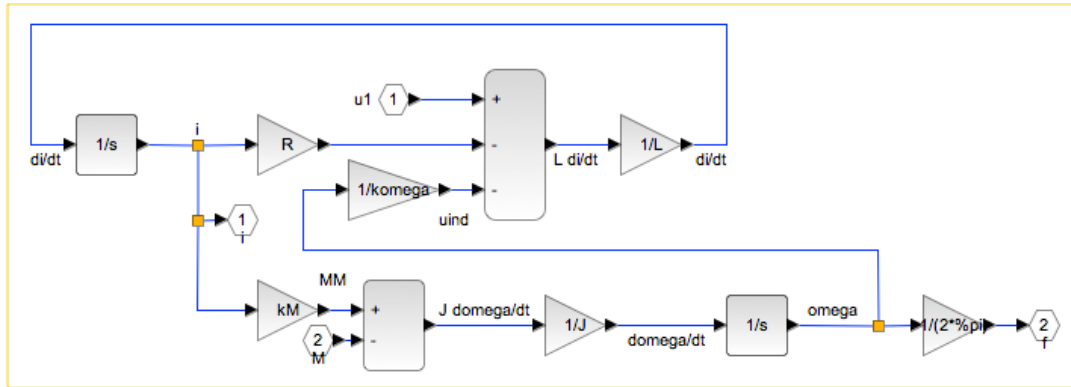 u1
1
+
i
1/s
R
-
1/L
di/dt
L di/dt
di/dt
1/komega
-
uind
1
i
MM
kM
+
J domega/dt
1/J
1/s
omega
1/(2*%pi
2
M
-
domega/dt
2
f